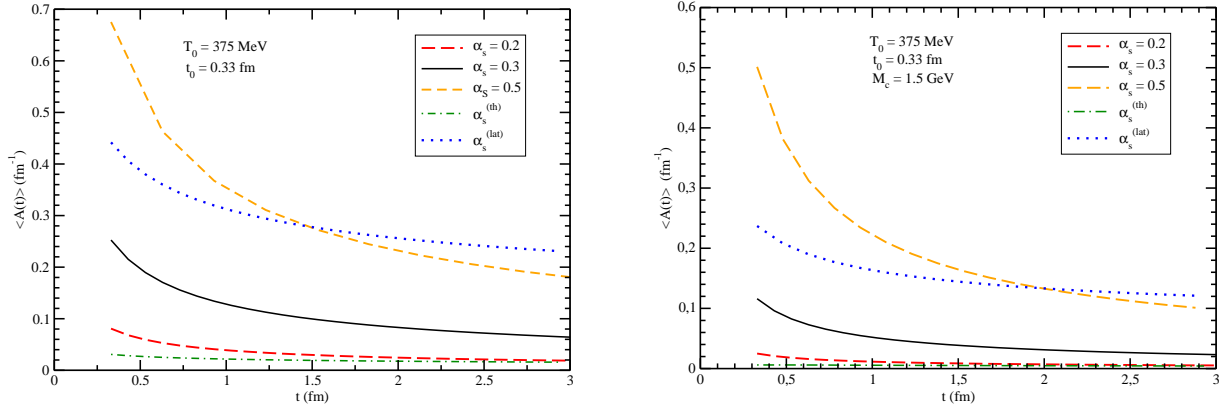 0.7
0.6
0.5
0.4
0.3
0.2
0.1
0
<A(t)> (fm⁻¹)
T₀ = 375 MeV
t₀ = 0.33 fm
αₛ = 0.2
αₛ = 0.3
α_S = 0.5
αₛ⁽ᵗʰ⁾
αₛ⁽ˡᵃᵗ⁾
0 0.5 1 1.5 2 2.5 3
t (fm)
0,6
0,5
0,4
0,3
0,2
0,1
0
<A(t)> (fm⁻¹)
T₀ = 375 MeV
t₀ = 0.33 fm
M_c = 1.5 GeV
αₛ = 0.2
αₛ = 0.3
αₛ = 0.5
αₛ⁽ᵗʰ⁾
αₛ⁽ˡᵃᵗ⁾
0 0,5 1 1,5 2 2,5 3
t (fm)